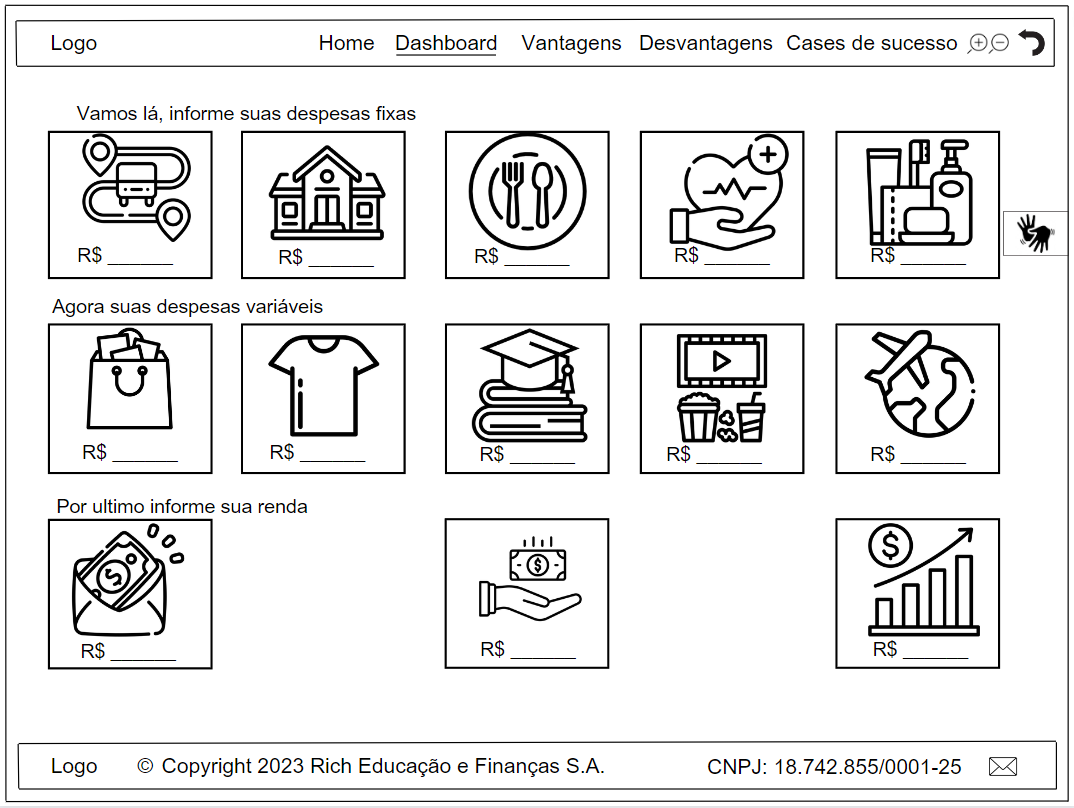 Logo Home Dashboard Vantagens Desvantagens Cases de sucesso
Vamos lá, informe suas despesas fixas
R$ ______ R$ ______ R$ ______ R$ ______ R$ ______
Agora suas despesas variáveis
R$ ______ R$ ______ R$ ______ R$ ______ R$ ______
Por ultimo informe sua renda
R$ ______ R$ ______ R$ ______
Logo © Copyright 2023 Rich Educação e Finanças S.A. CNPJ: 18.742.855/0001-25